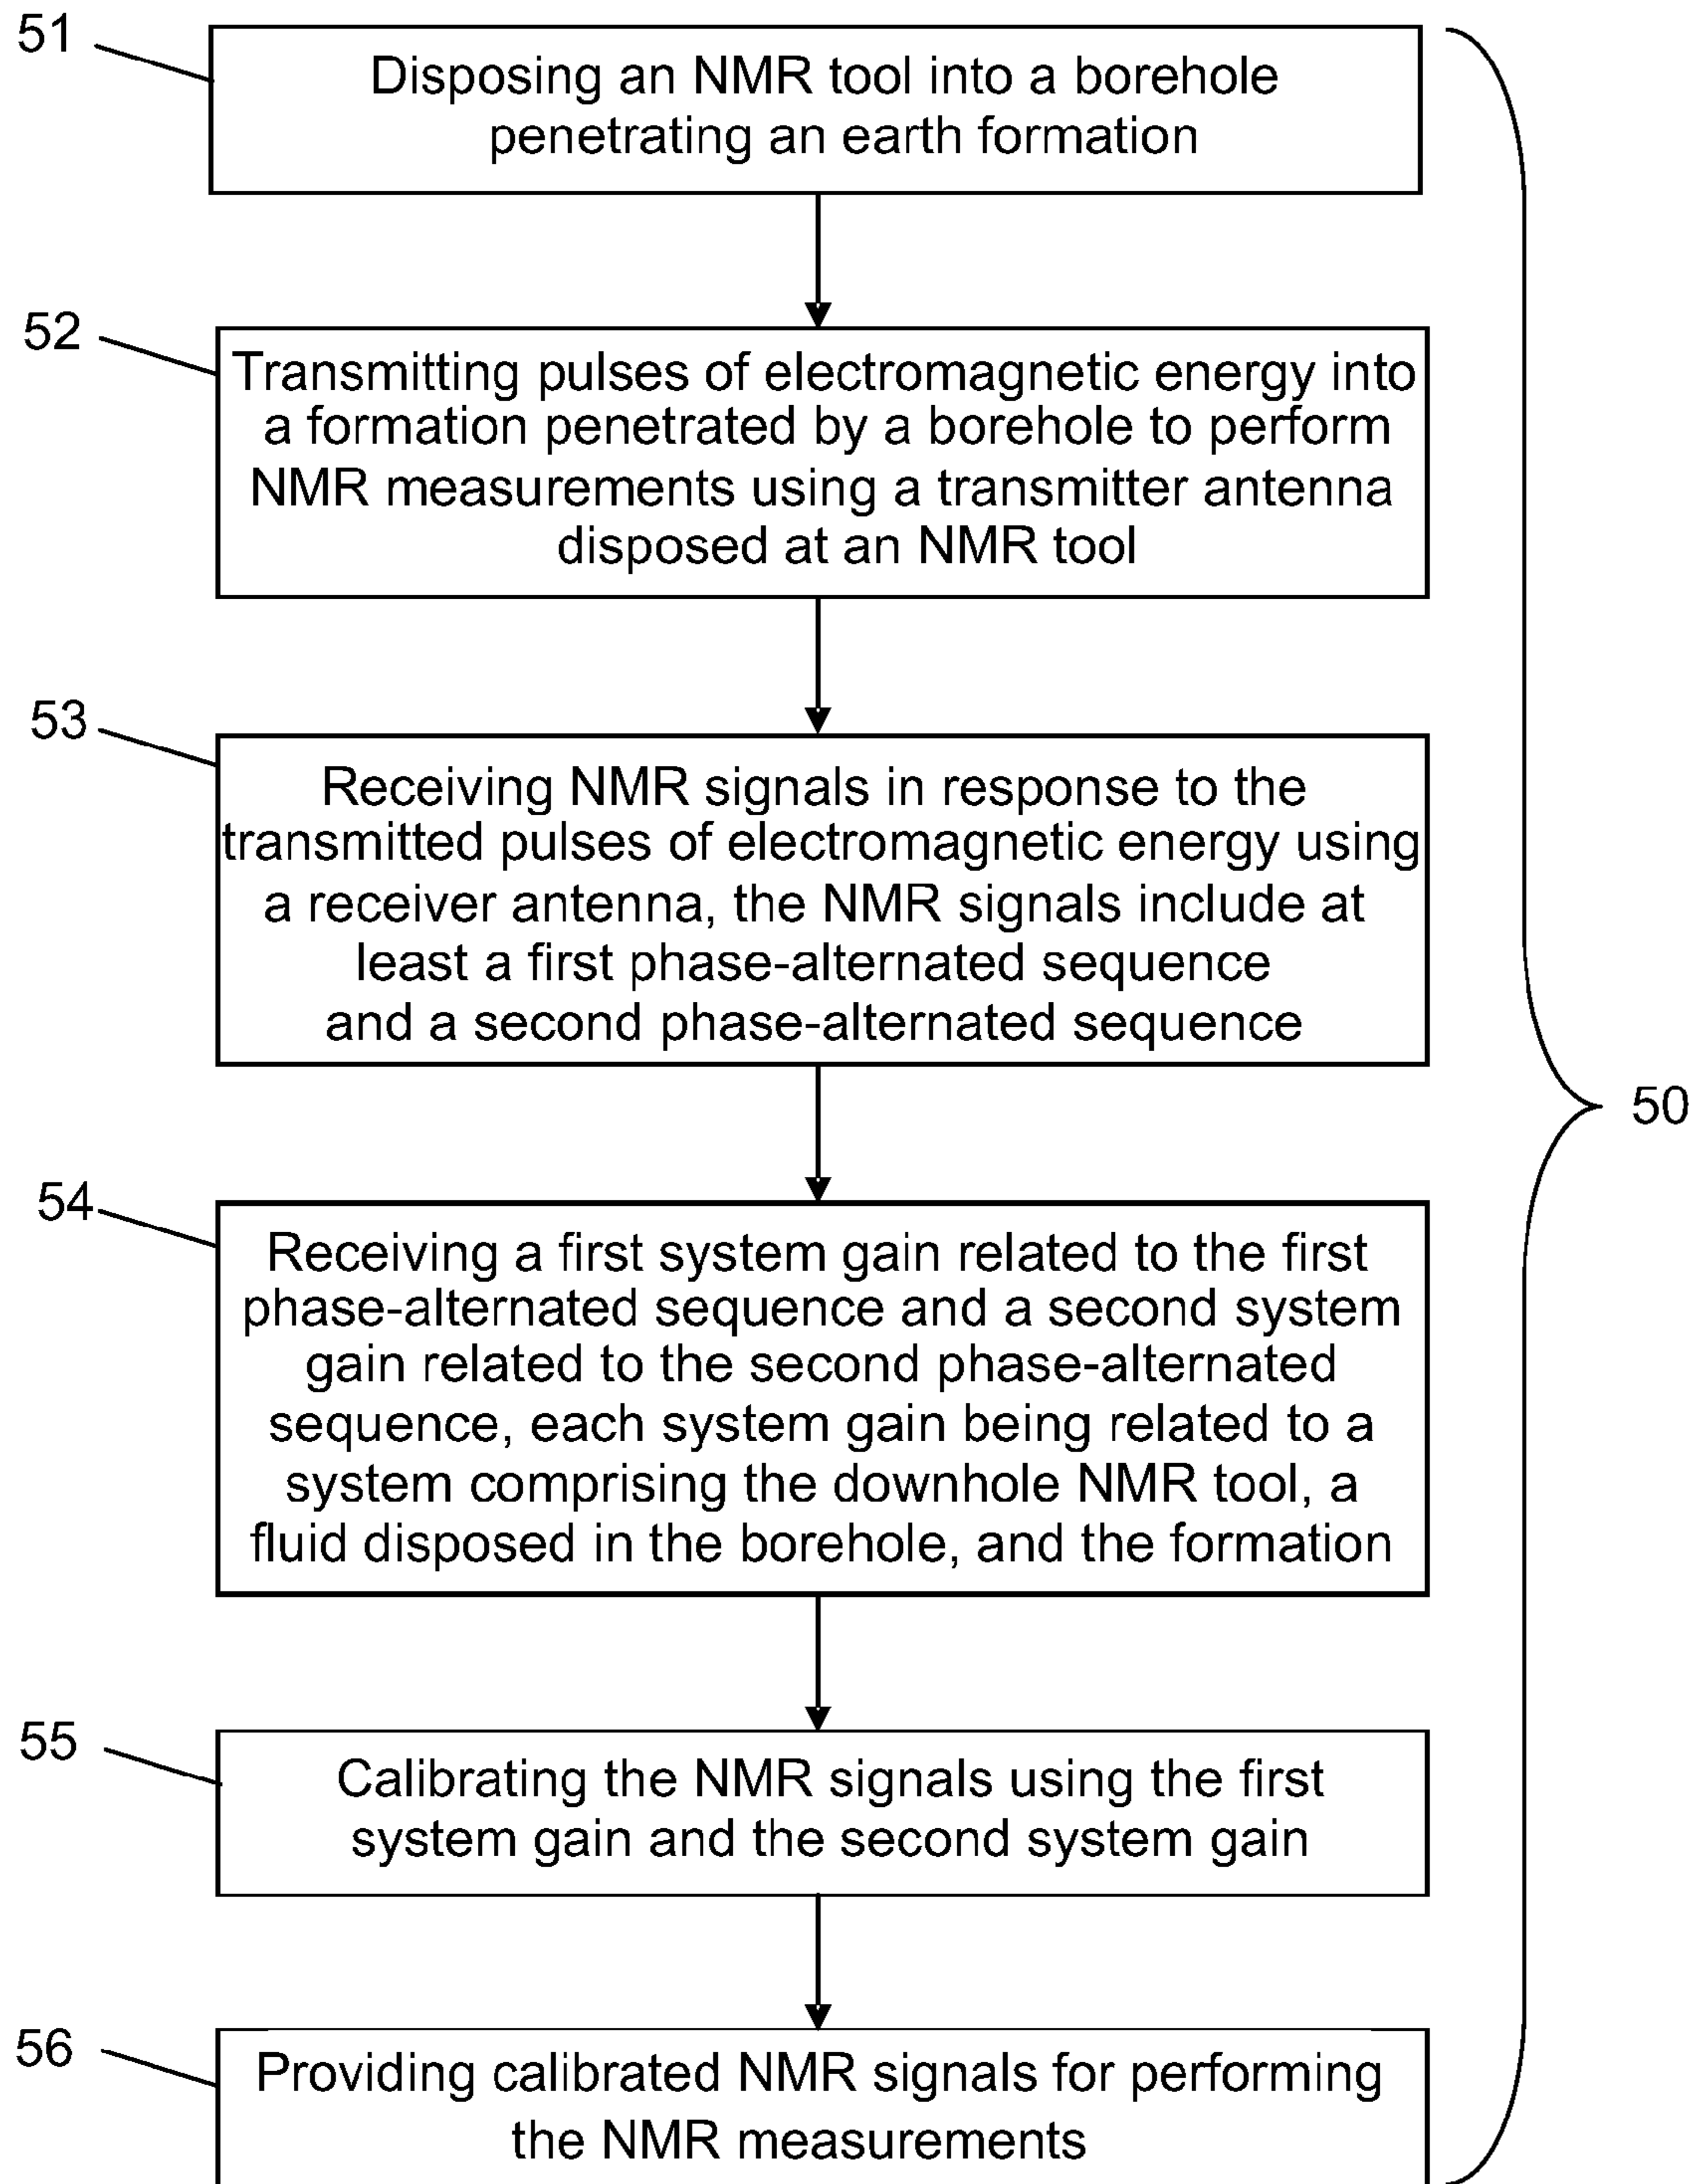 51
Disposing an NMR tool into a borehole
penetrating an earth formation
52
Transmitting pulses of electromagnetic energy into
a formation penetrated by a borehole to perform
NMR measurements using a transmitter antenna
disposed at an NMR tool
53
Receiving NMR signals in response to the
transmitted pulses of electromagnetic energy using
a receiver antenna, the NMR signals include at
least a first phase-alternated sequence
and a second phase-alternated sequence
50
54
Receiving a first system gain related to the first
phase-alternated sequence and a second system
gain related to the second phase-alternated
sequence, each system gain being related to a
system comprising the downhole NMR tool, a
fluid disposed in the borehole, and the formation
55
Calibrating the NMR signals using the first
system gain and the second system gain
56
Providing calibrated NMR signals for performing
the NMR measurements